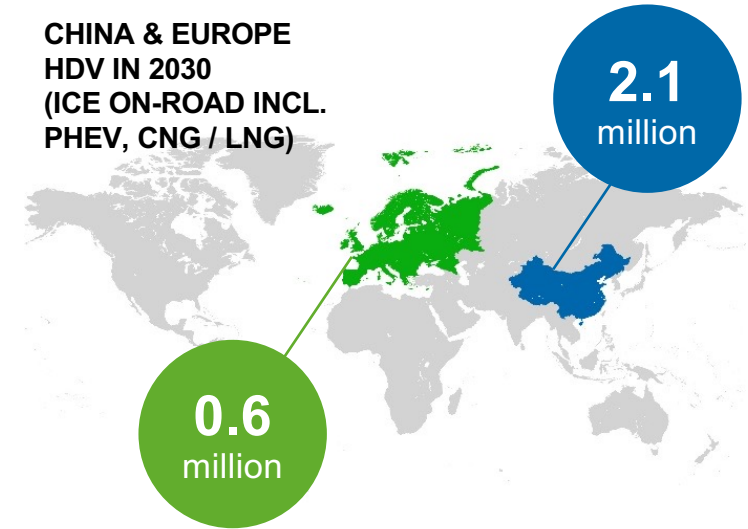 CHINA & EUROPE
HDV IN 2030
(ICE ON-ROAD INCL.
PHEV, CNG / LNG)
2.1
million
0.6
million